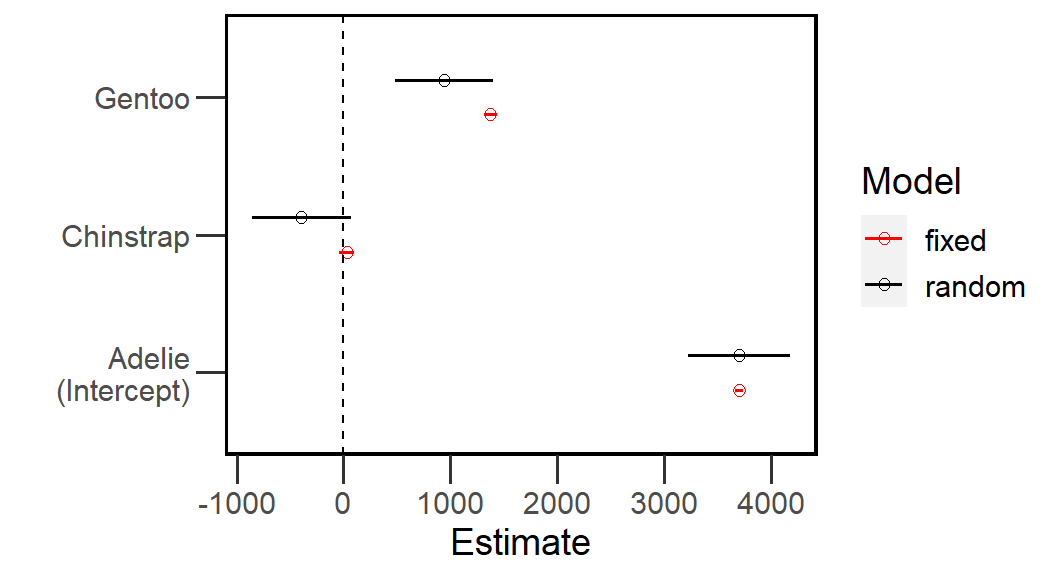 Gentoo
Chinstrap
Adelie
(Intercept)
-1000 0 1000 2000 3000 4000
Estimate
Model
fixed
random